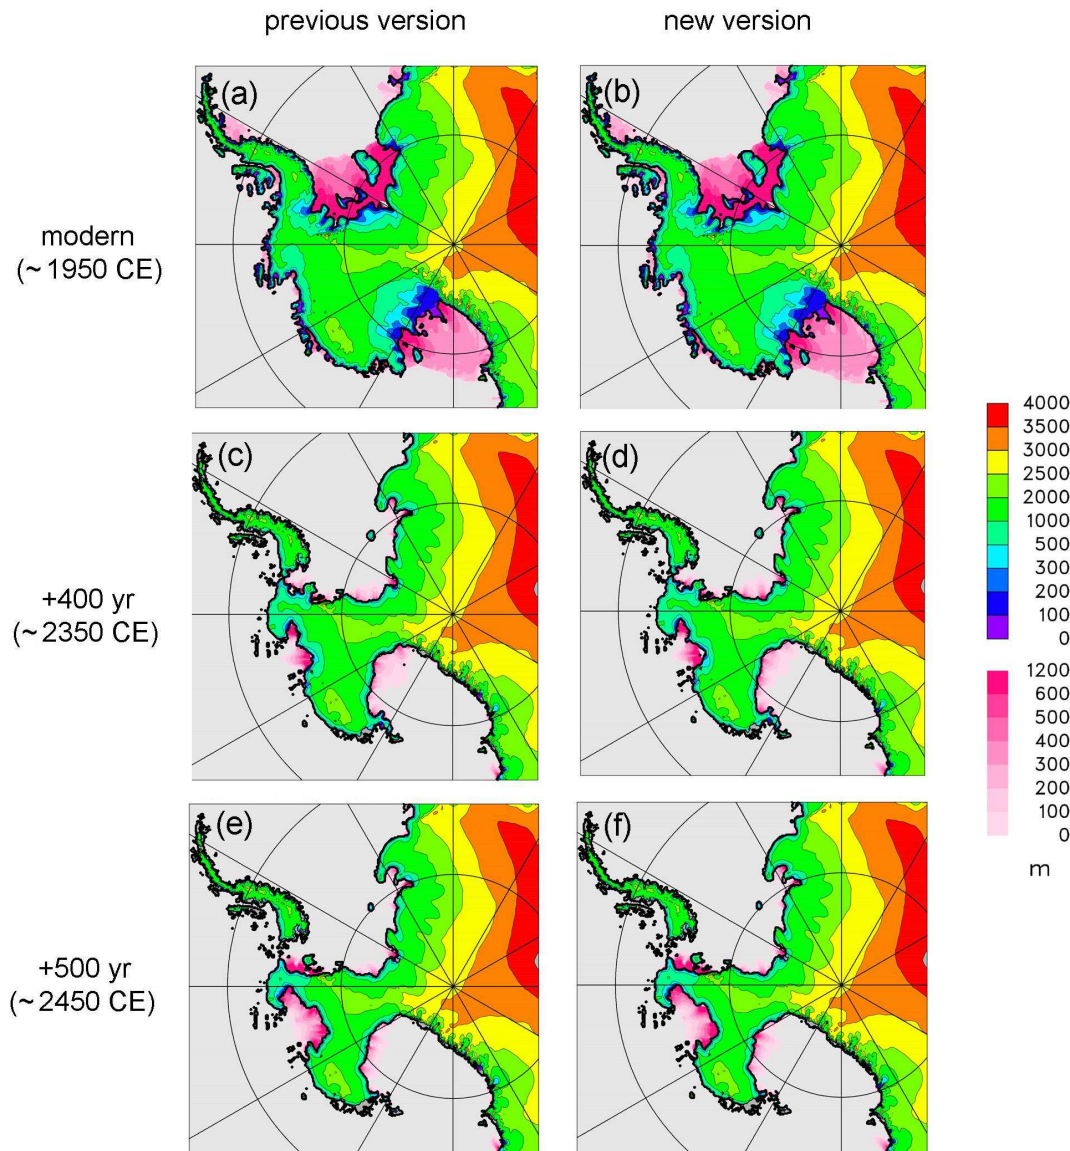 previous version
new version
(a)
(b)
modern
(~ 1950 CE)
(c)
(d)
+400 yr
(~ 2350 CE)
(e)
(f)
+500 yr
(~ 2450 CE)
4000
3500
3000
2500
2000
1000
500
300
200
100
0
1200
600
500
400
300
200
100
0
m